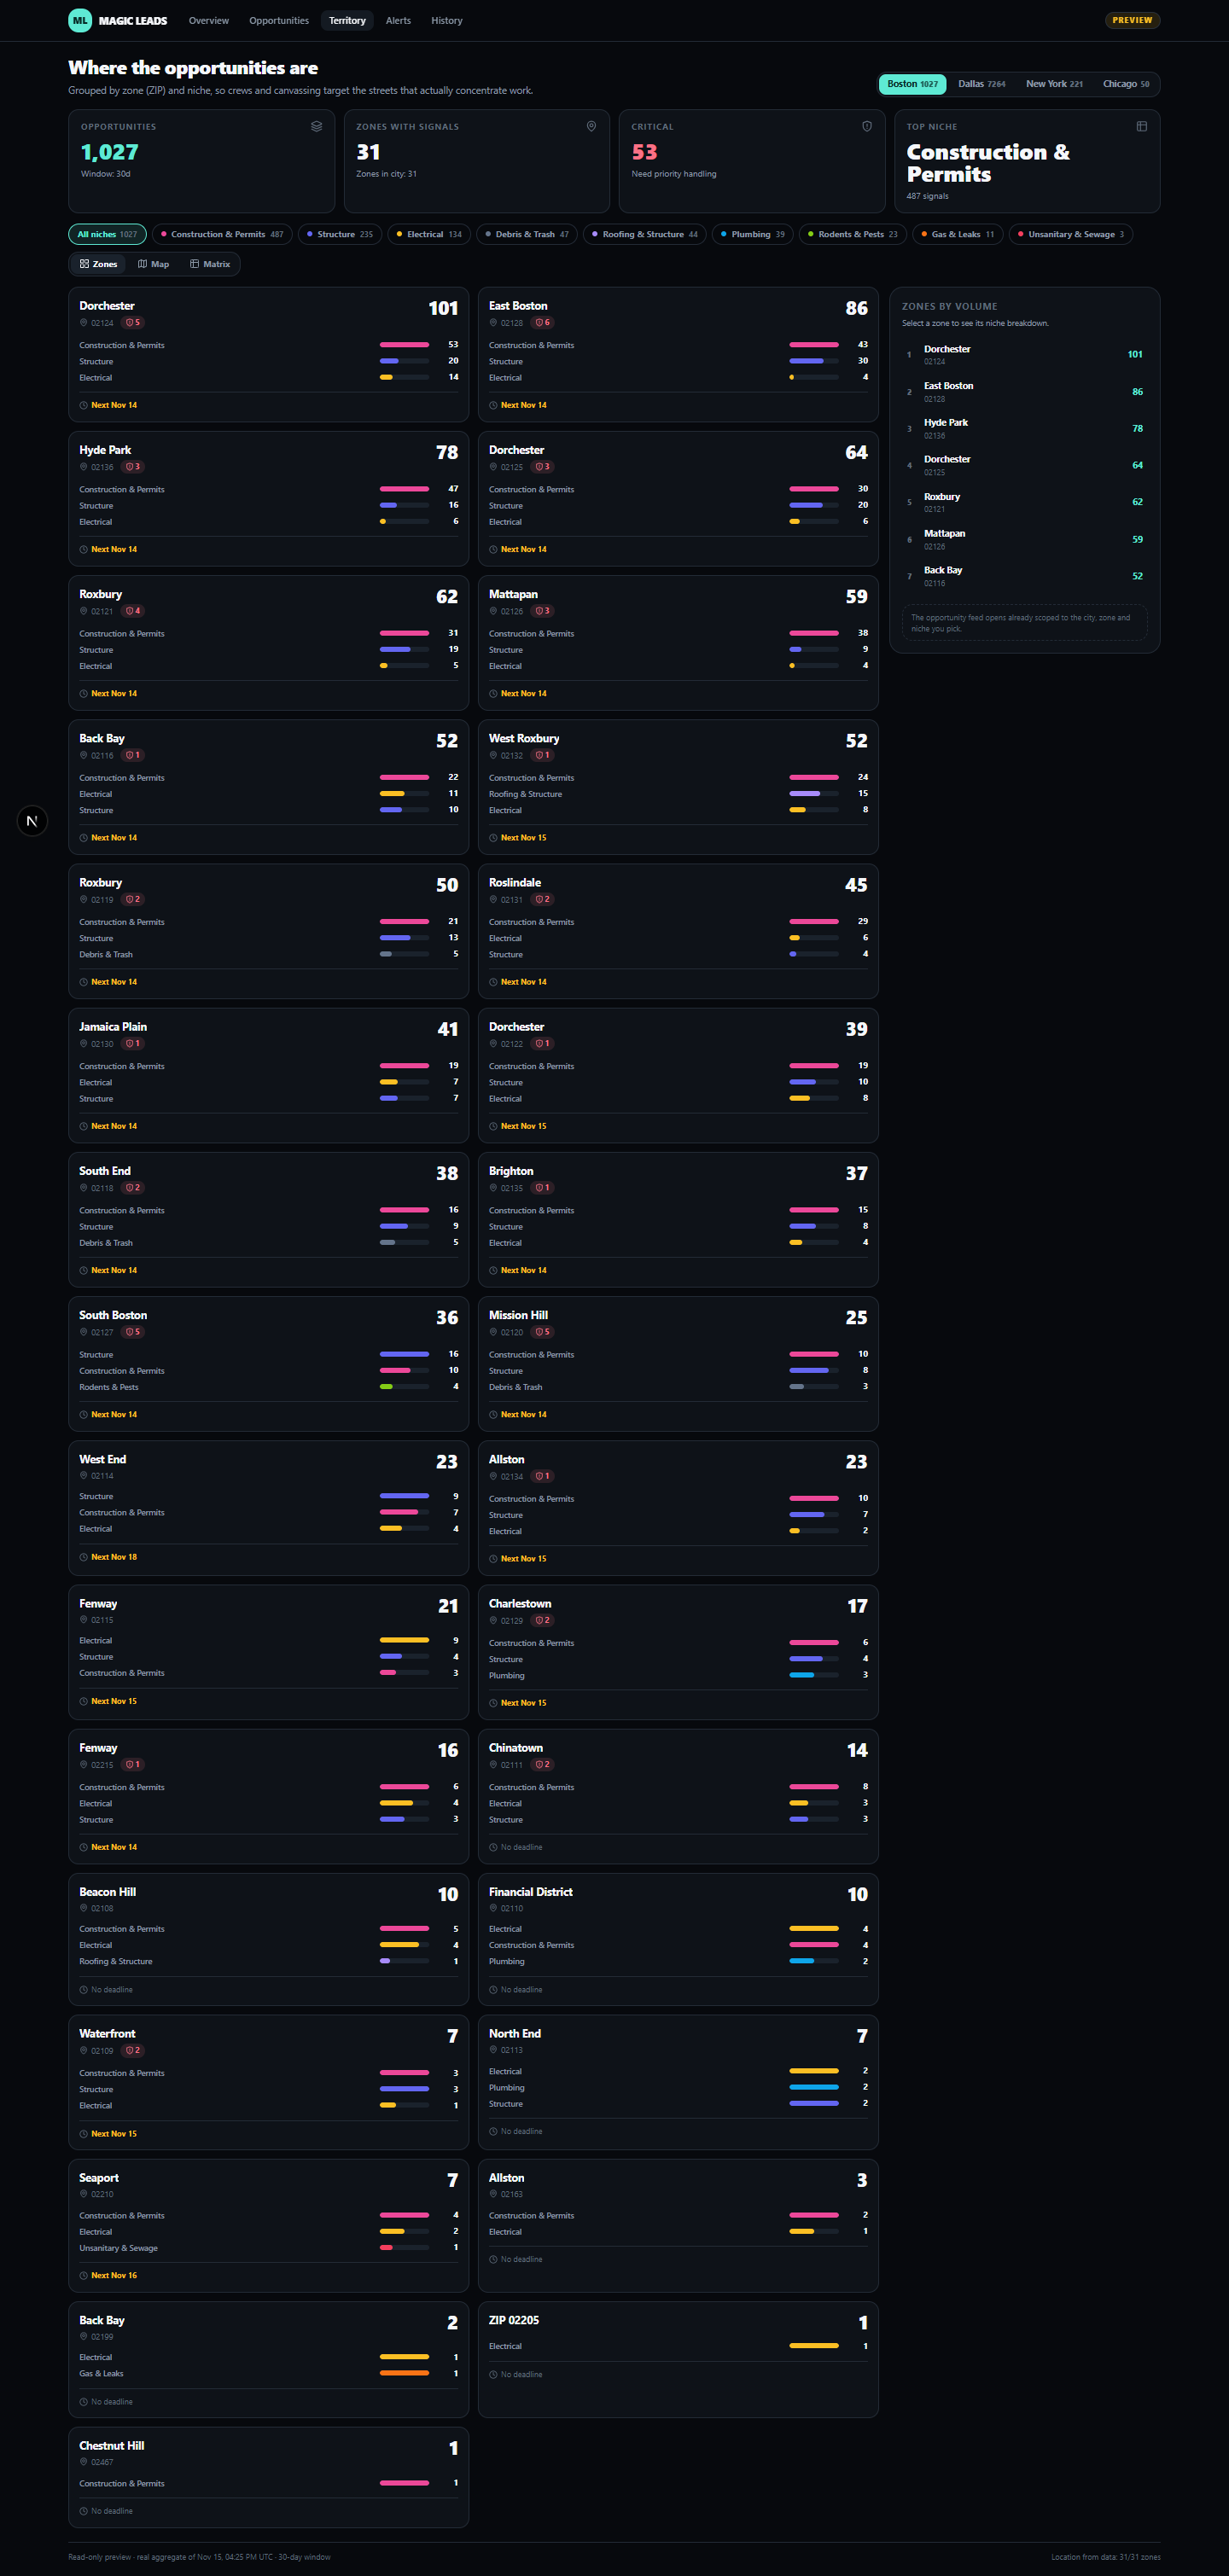 ML MAGIC LEADS Overview Opportunities Territory Alerts History PREVIEW
Where the opportunities are
Grouped by zone (ZIP) and niche, so crews and canvassing target the streets that actually concentrate work.
Boston 1027 Dallas 7264 New York 221 Chicago 50
OPPORTUNITIES
1,027
Window: 30d
ZONES WITH SIGNALS
31
Zones in city: 31
CRITICAL
53
Need priority handling
TOP NICHE
Construction &
Permits
487 signals
All niches 1027 Construction & Permits 487 Structure 235 Electrical 134 Debris & Trash 47 Roofing & Structure 44 Plumbing 39 Rodents & Pests 23 Gas & Leaks 11 Unsanitary & Sewage 3
Zones Map Matrix
Dorchester 101
02124 5
Construction & Permits 53
Structure 20
Electrical 14
Next Nov 14
East Boston 86
02128 6
Construction & Permits 43
Structure 30
Electrical 4
Next Nov 14
Hyde Park 78
02136 3
Construction & Permits 47
Structure 16
Electrical 6
Next Nov 14
Dorchester 64
02125 3
Construction & Permits 30
Structure 20
Electrical 6
Next Nov 14
Roxbury 62
02121 4
Construction & Permits 31
Structure 19
Electrical 5
Next Nov 14
Mattapan 59
02126 3
Construction & Permits 38
Structure 9
Electrical 4
Next Nov 14
Back Bay 52
02116 1
Construction & Permits 22
Electrical 11
Structure 10
Next Nov 14
West Roxbury 52
02132 1
Construction & Permits 24
Roofing & Structure 15
Electrical 8
Next Nov 15
Roxbury 50
02119 2
Construction & Permits 21
Structure 13
Debris & Trash 5
Next Nov 14
Roslindale 45
02131 2
Construction & Permits 29
Electrical 6
Structure 4
Next Nov 14
Jamaica Plain 41
02130 1
Construction & Permits 19
Electrical 7
Structure 7
Next Nov 14
Dorchester 39
02122 1
Construction & Permits 19
Structure 10
Electrical 8
Next Nov 15
South End 38
02118 2
Construction & Permits 16
Structure 9
Debris & Trash 5
Next Nov 14
Brighton 37
02135 1
Construction & Permits 15
Structure 8
Electrical 4
Next Nov 14
South Boston 36
02127 5
Structure 16
Construction & Permits 10
Rodents & Pests 4
Next Nov 14
Mission Hill 25
02120 5
Construction & Permits 10
Structure 8
Debris & Trash 3
Next Nov 14
West End 23
02114
Structure 9
Construction & Permits 7
Electrical 4
Next Nov 18
Allston 23
02134 1
Construction & Permits 10
Structure 7
Electrical 2
Next Nov 15
Fenway 21
02115
Electrical 9
Structure 4
Construction & Permits 3
Next Nov 15
Charlestown 17
02129 2
Construction & Permits 6
Structure 4
Plumbing 3
Next Nov 15
Fenway 16
02215 1
Construction & Permits 6
Electrical 4
Structure 3
Next Nov 14
Chinatown 14
02111 2
Construction & Permits 8
Electrical 3
Structure 3
No deadline
Beacon Hill 10
02108
Construction & Permits 5
Electrical 4
Roofing & Structure 1
No deadline
Financial District 10
02110
Electrical 4
Construction & Permits 4
Plumbing 2
No deadline
Waterfront 7
02109 2
Construction & Permits 3
Structure 3
Electrical 1
Next Nov 15
North End 7
02113
Electrical 2
Plumbing 2
Structure 2
No deadline
Seaport 7
02210
Construction & Permits 4
Electrical 2
Unsanitary & Sewage 1
Next Nov 16
Allston 3
02163
Construction & Permits 2
Electrical 1
No deadline
Back Bay 2
02199
Electrical 1
Gas & Leaks 1
No deadline
ZIP 02205 1
Electrical 1
No deadline
Chestnut Hill 1
02467
Construction & Permits 1
No deadline
ZONES BY VOLUME
Select a zone to see its niche breakdown.
1 Dorchester 101
02124
2 East Boston 86
02128
3 Hyde Park 78
02136
4 Dorchester 64
02125
5 Roxbury 62
02121
6 Mattapan 59
02126
7 Back Bay 52
02116
The opportunity feed opens already scoped to the city, zone and
niche you pick.
N
Read-only preview · real aggregate of Nov 15, 04:25 PM UTC · 30-day window
Location from data: 31/31 zones